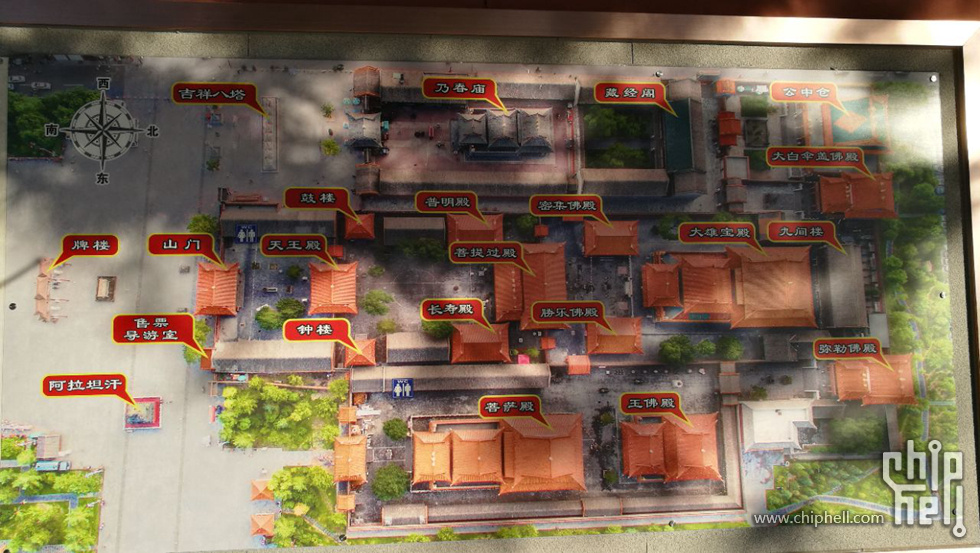 西
南
北
东
吉祥八塔
乃春庙
藏经阁
公中仓
大白伞盖佛殿
鼓楼
普明殿
密集佛殿
大雄宝殿
九间楼
牌楼
山门
天王殿
菩提过殿
售票
导游室
钟楼
长寿殿
胜乐佛殿
弥勒佛殿
阿拉坦汗
菩萨殿
玉佛殿
WC
chip
hell
www.chiphell.com